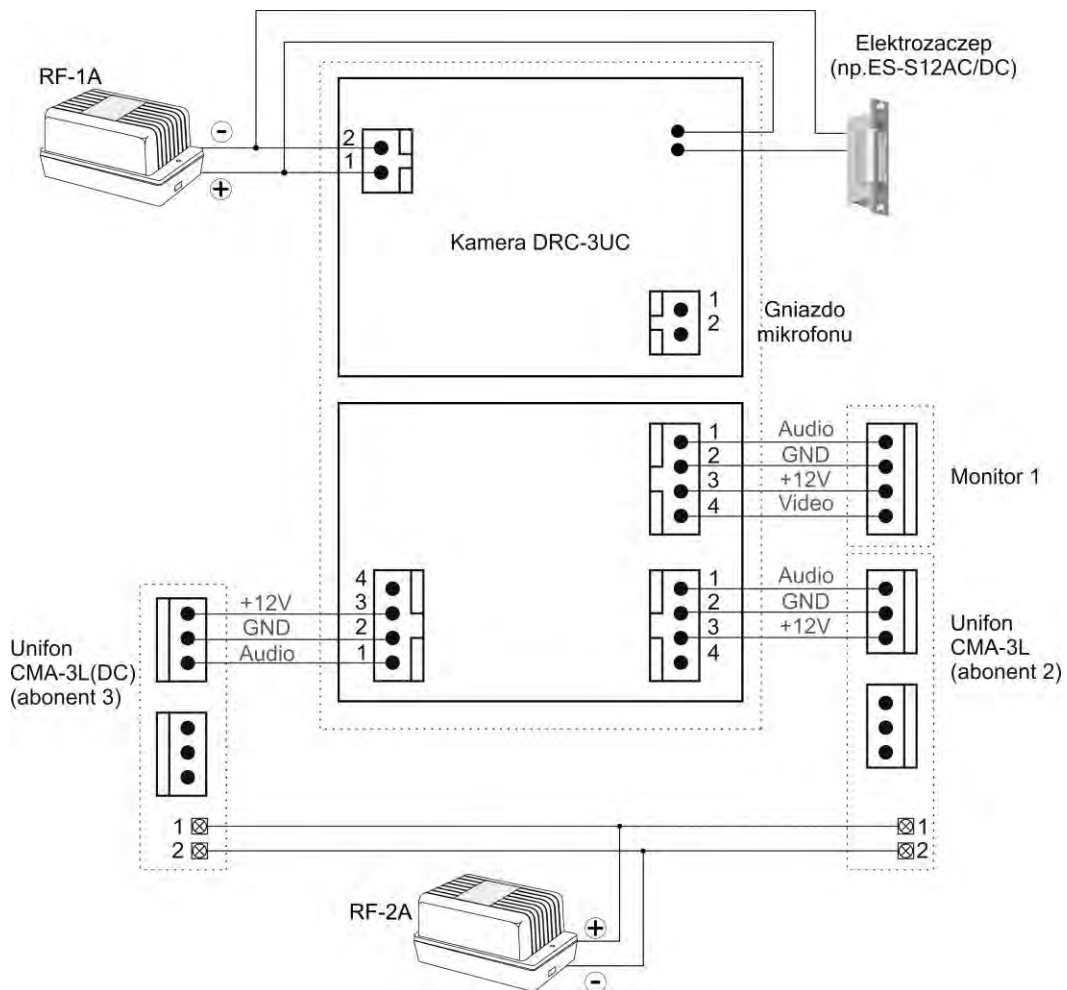 Elektrozaczep
(np.ES-S12AC/DC)
RF-1A
-
+
2
1
Kamera DRC-3UC
1
2
Gniazdo
mikrofonu
1
2
3
4
Audio
GND
+12V
Video
Monitor 1
4
3
2
1
+12V
GND
Audio
Unifon
CMA-3L(DC)
(abonent 3)
1
2
3
4
Audio
GND
+12V
Unifon
CMA-3L
(abonent 2)
1
2
1
2
RF-2A
+
-